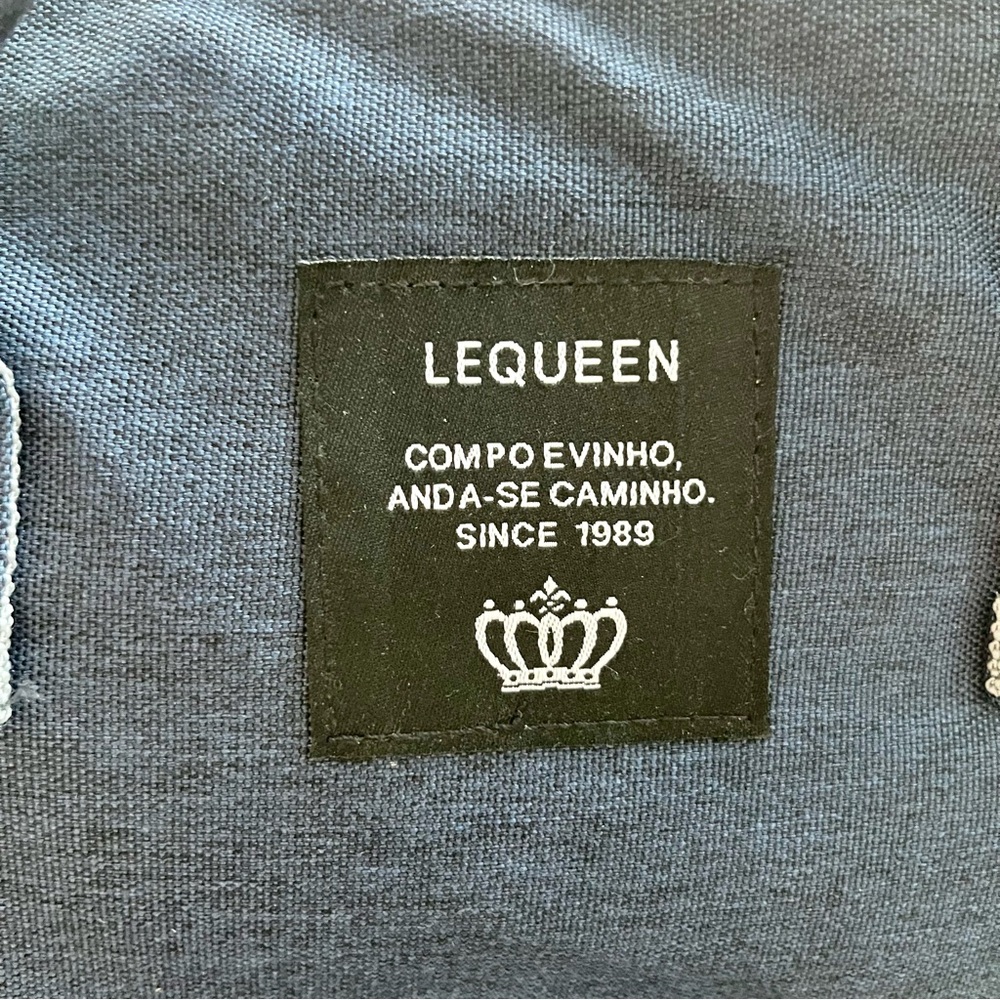 LEQUEEN
COMPO EVINHO,
ANDA-SE CAMINHO.
SINCE 1989